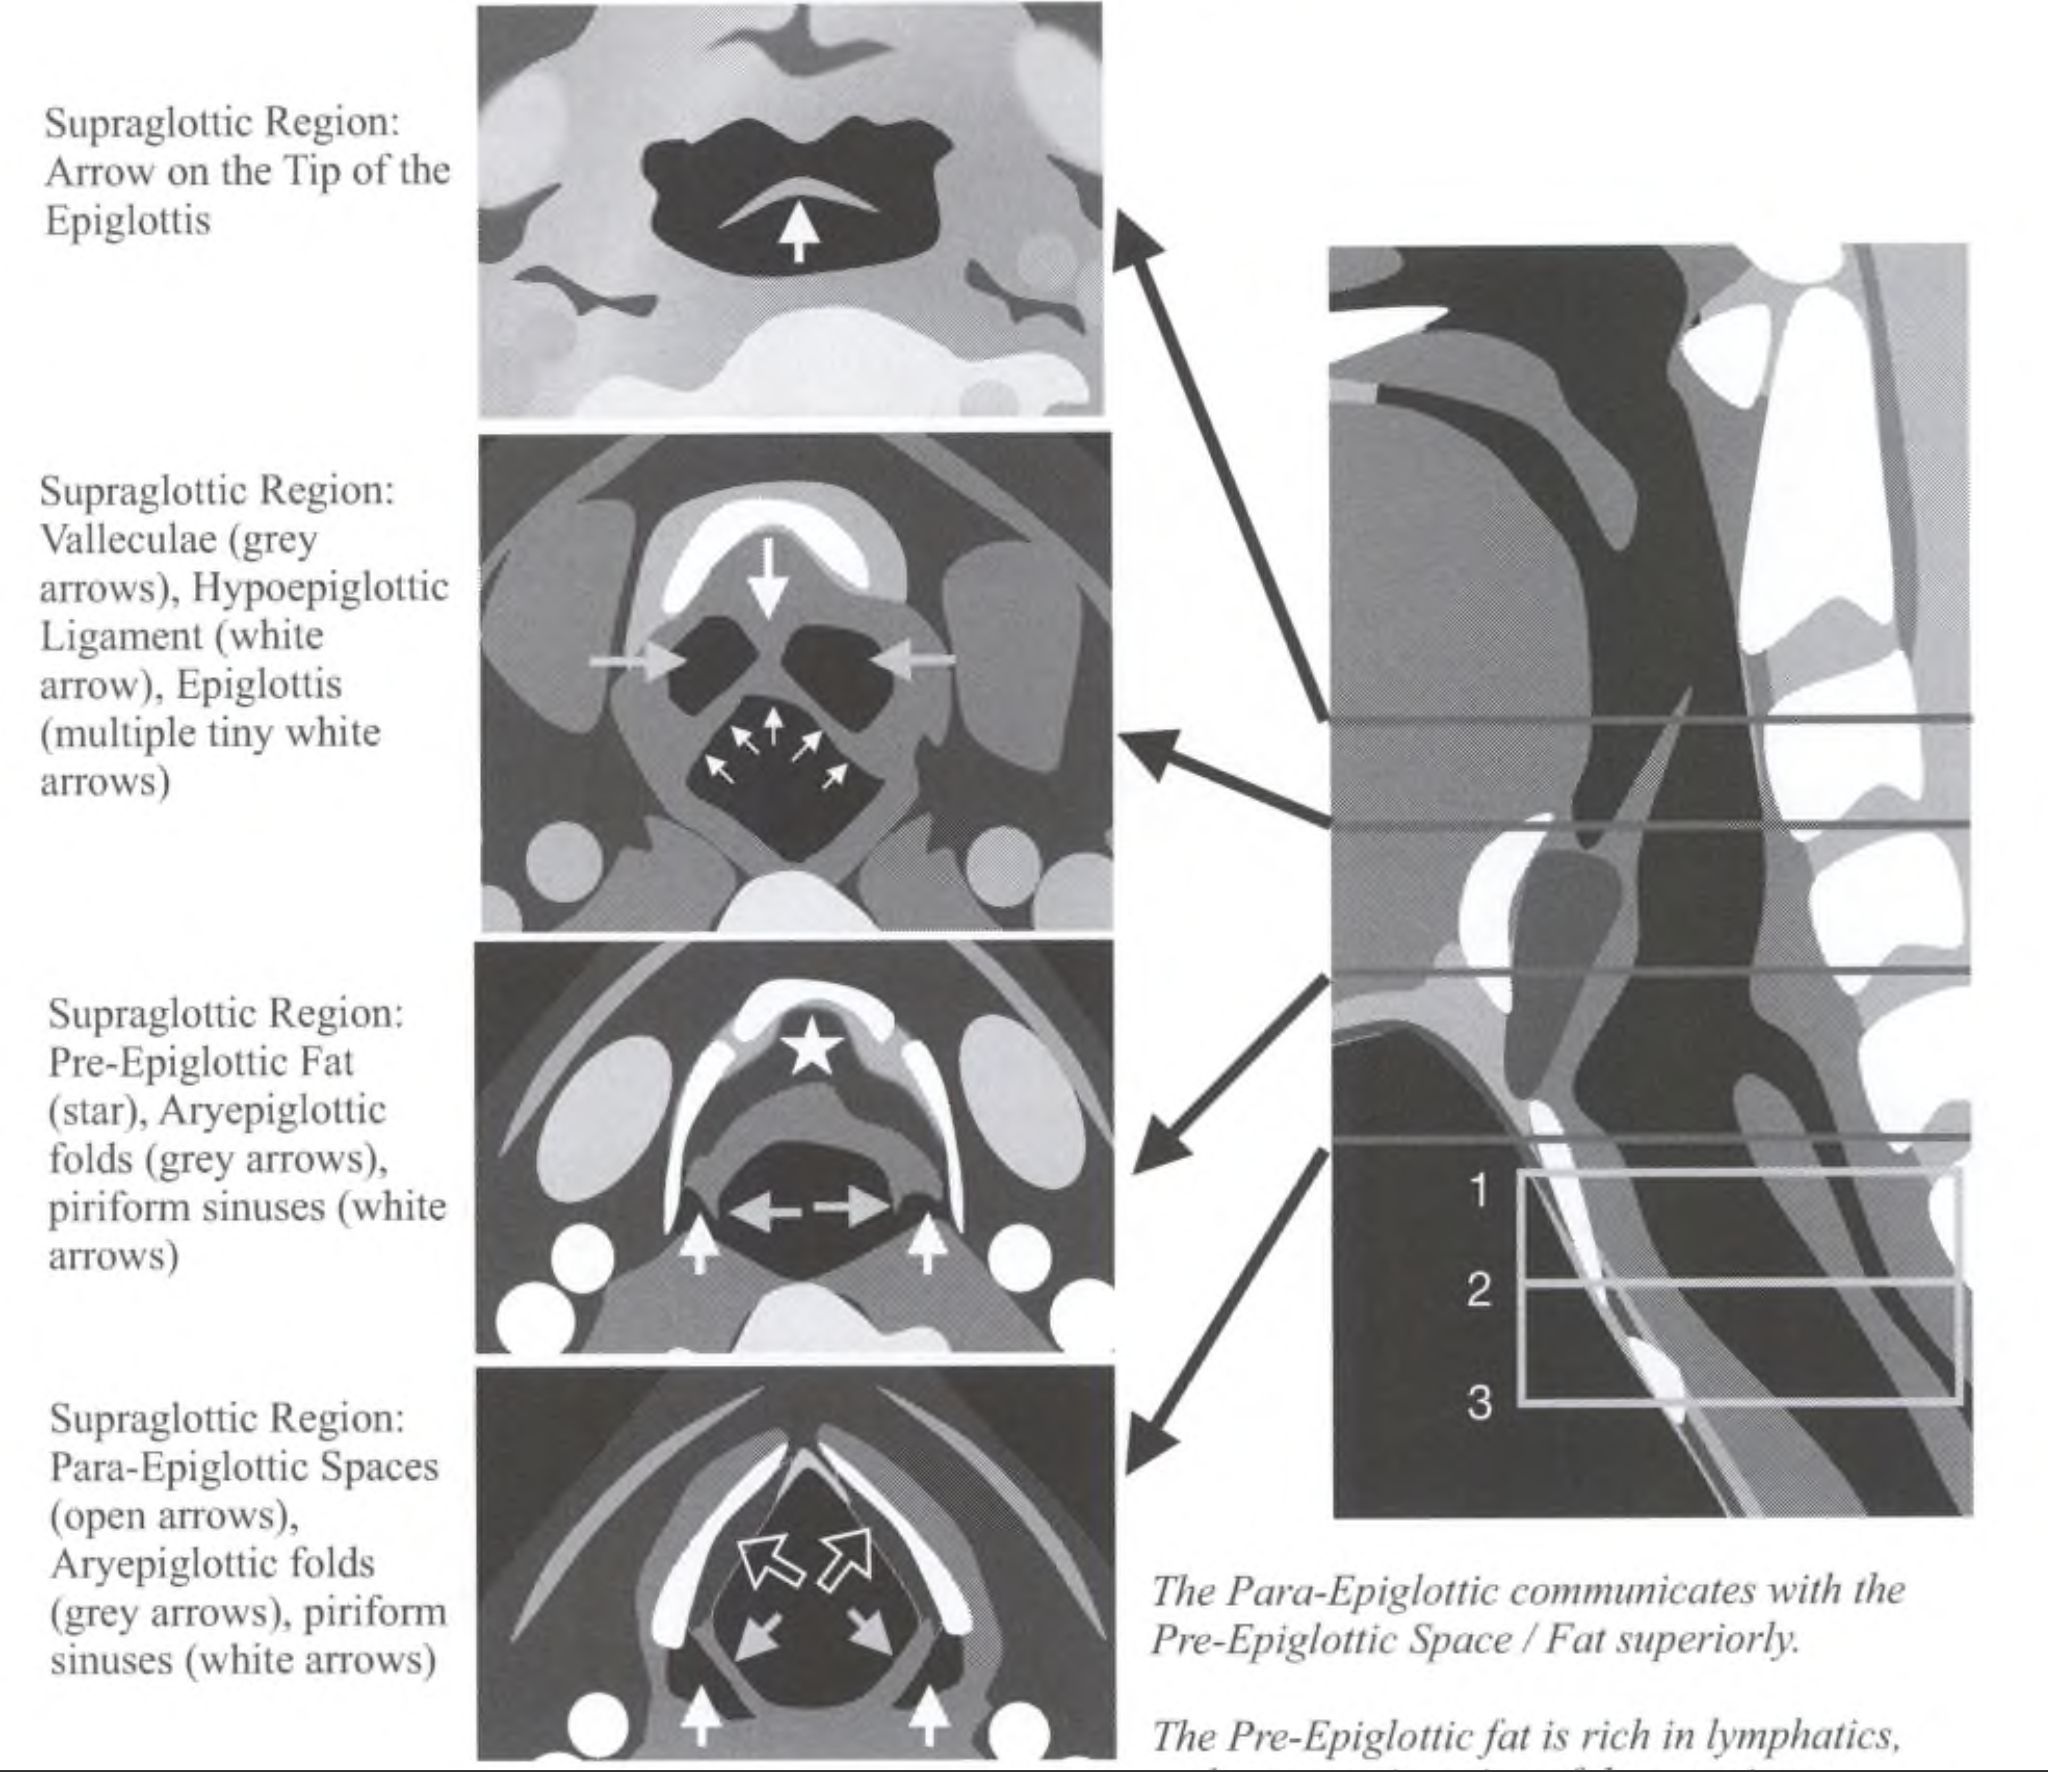 Supraglottic Region:
Arrow on the Tip of the
Epiglottis
Supraglottic Region:
Valleculae (grey
arrows), Hypoepiglottic
Ligament (white
arrow), Epiglottis
(multiple tiny white
arrows)
Supraglottic Region:
Pre-Epiglottic Fat
(star), Aryepiglottic
folds (grey arrows),
piriform sinuses (white
arrows)
Supraglottic Region:
Para-Epiglottic Spaces
(open arrows),
Aryepiglottic folds
(grey arrows), piriform
sinuses (white arrows)
1
2
3
The Para-Epiglottic communicates with the
Pre-Epiglottic Space / Fat superiorly.
The Pre-Epiglottic fat is rich in lymphatics,